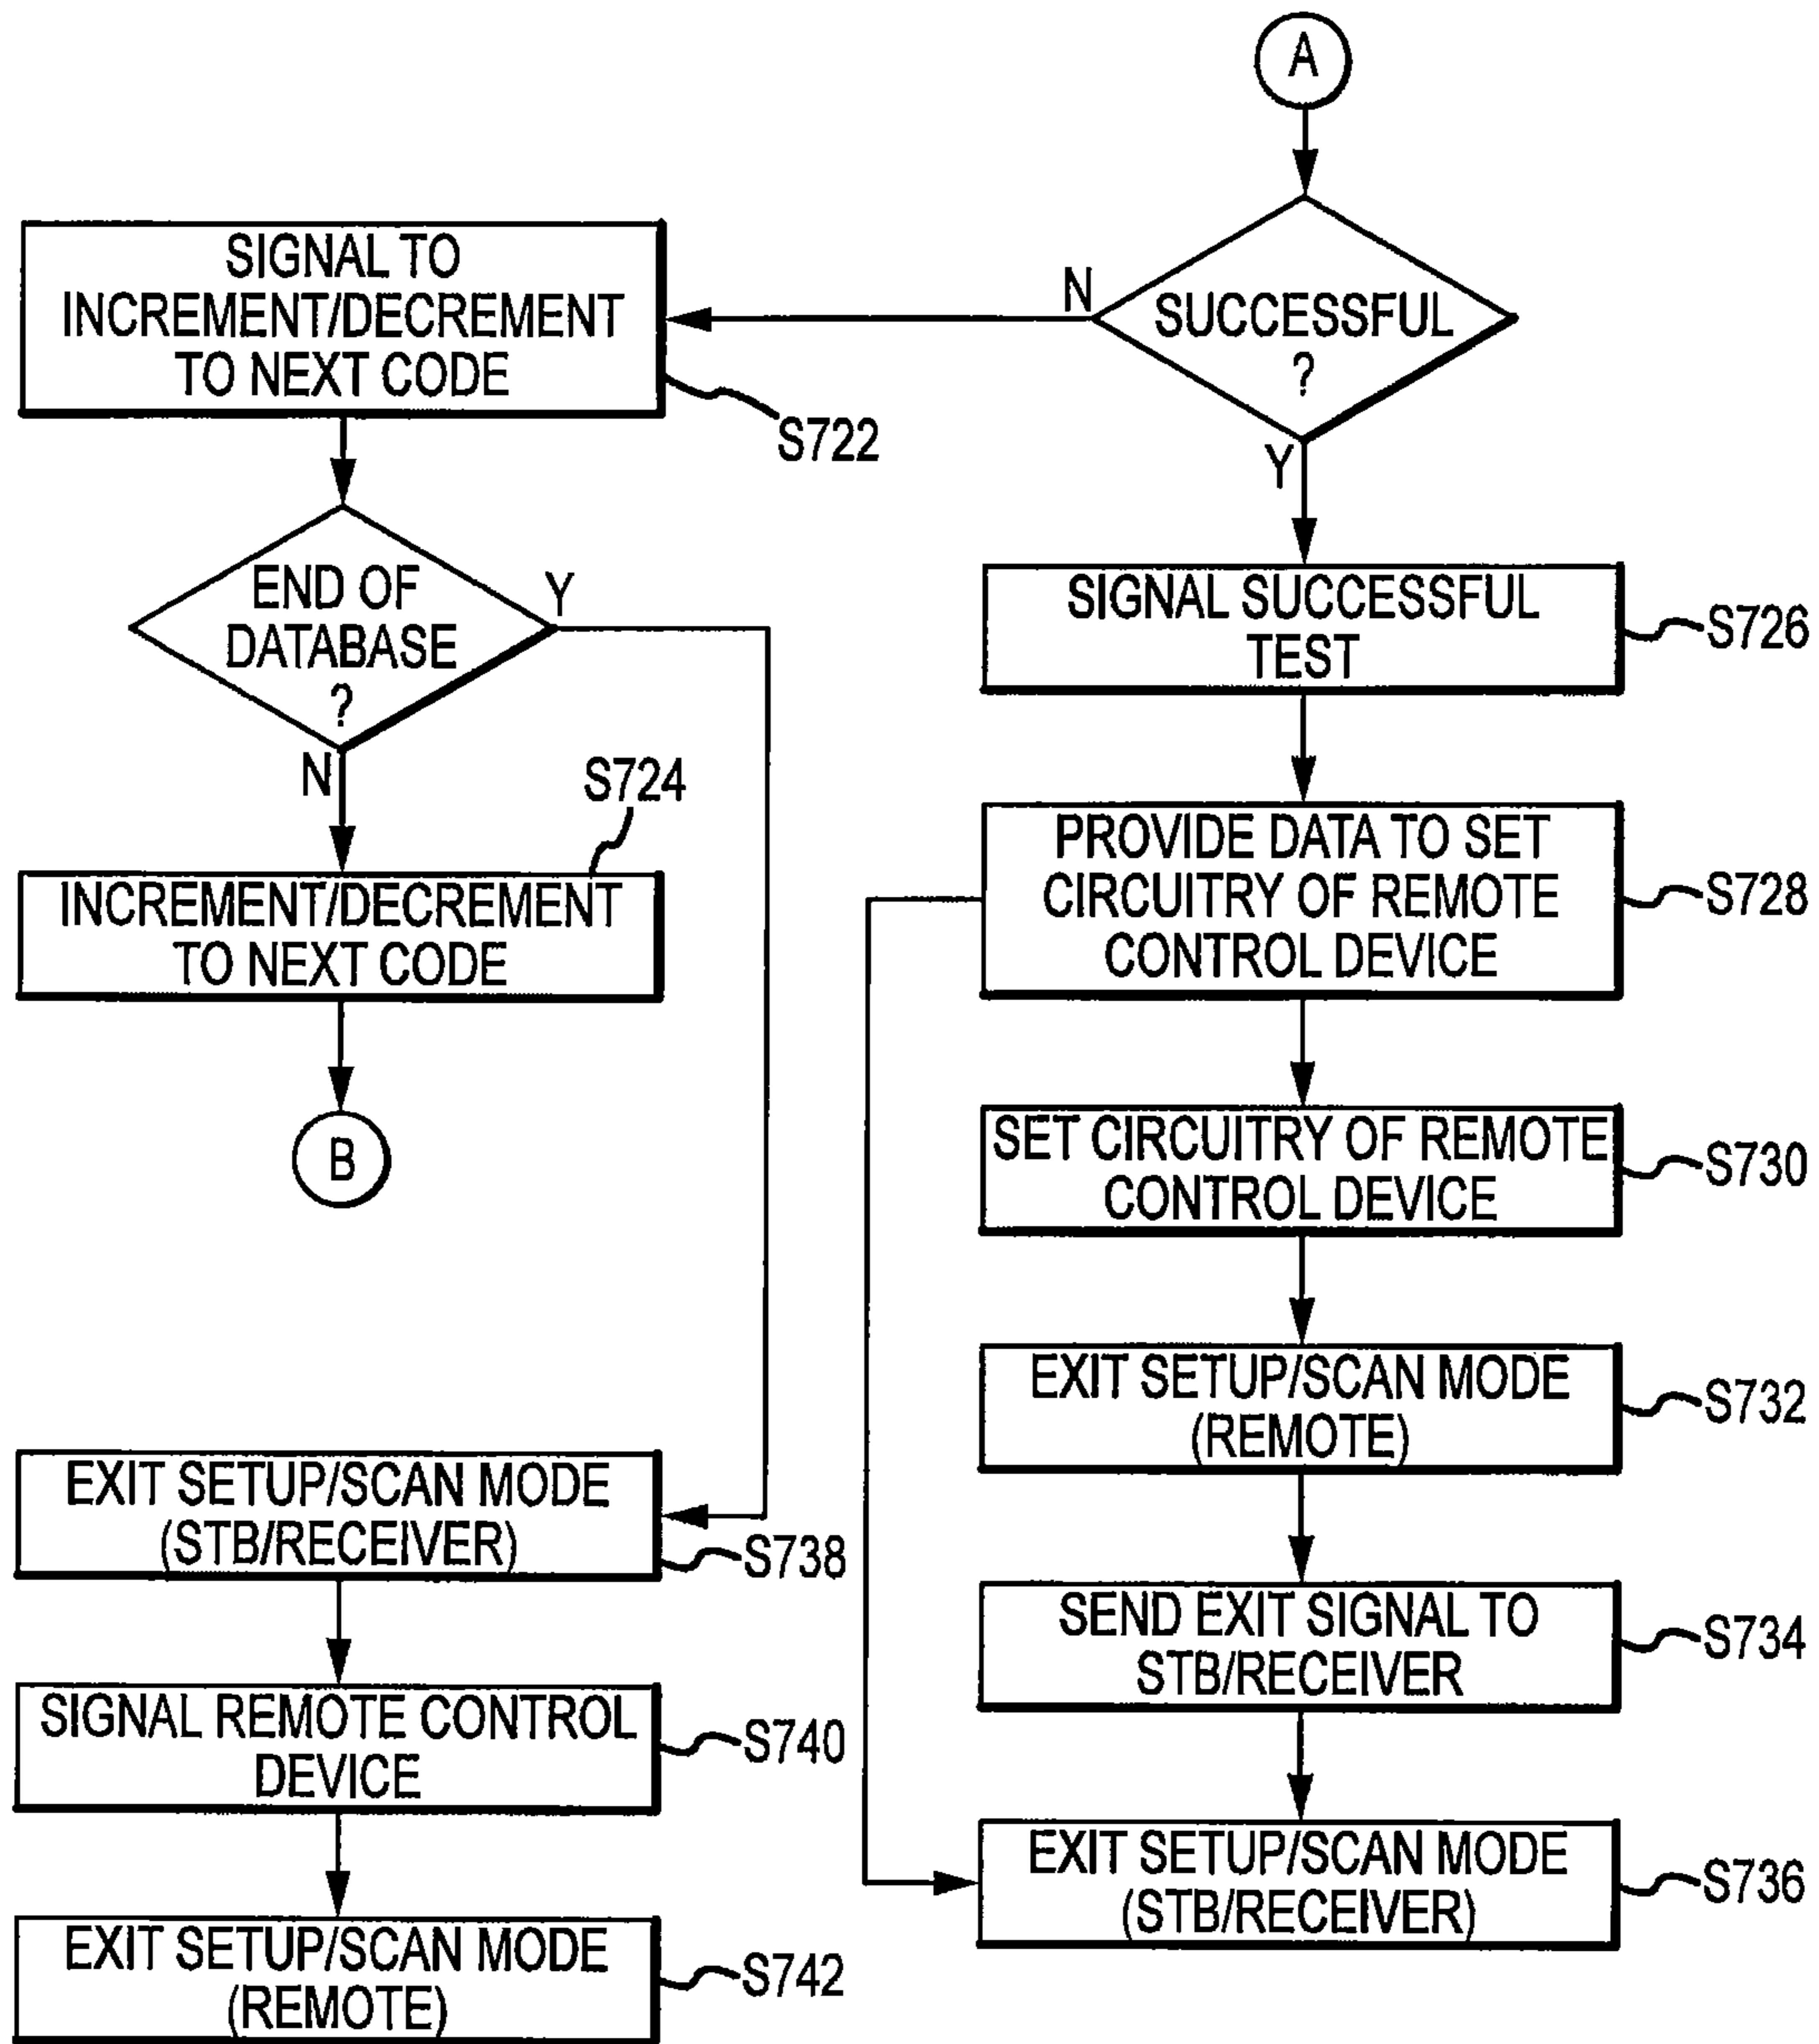 A
SUCCESSFUL
?
N
Y
SIGNAL TO
INCREMENT/DECREMENT
TO NEXT CODE
S722
END OF
DATABASE
?
Y
N
S724
INCREMENT/DECREMENT
TO NEXT CODE
B
SIGNAL SUCCESSFUL
TEST
S726
PROVIDE DATA TO SET
CIRCUITRY OF REMOTE
CONTROL DEVICE
S728
SET CIRCUITRY OF REMOTE
CONTROL DEVICE
S730
EXIT SETUP/SCAN MODE
(REMOTE)
S732
SEND EXIT SIGNAL TO
STB/RECEIVER
S734
EXIT SETUP/SCAN MODE
(STB/RECEIVER)
S736
EXIT SETUP/SCAN MODE
(STB/RECEIVER)
S738
SIGNAL REMOTE CONTROL
DEVICE
S740
EXIT SETUP/SCAN MODE
(REMOTE)
S742